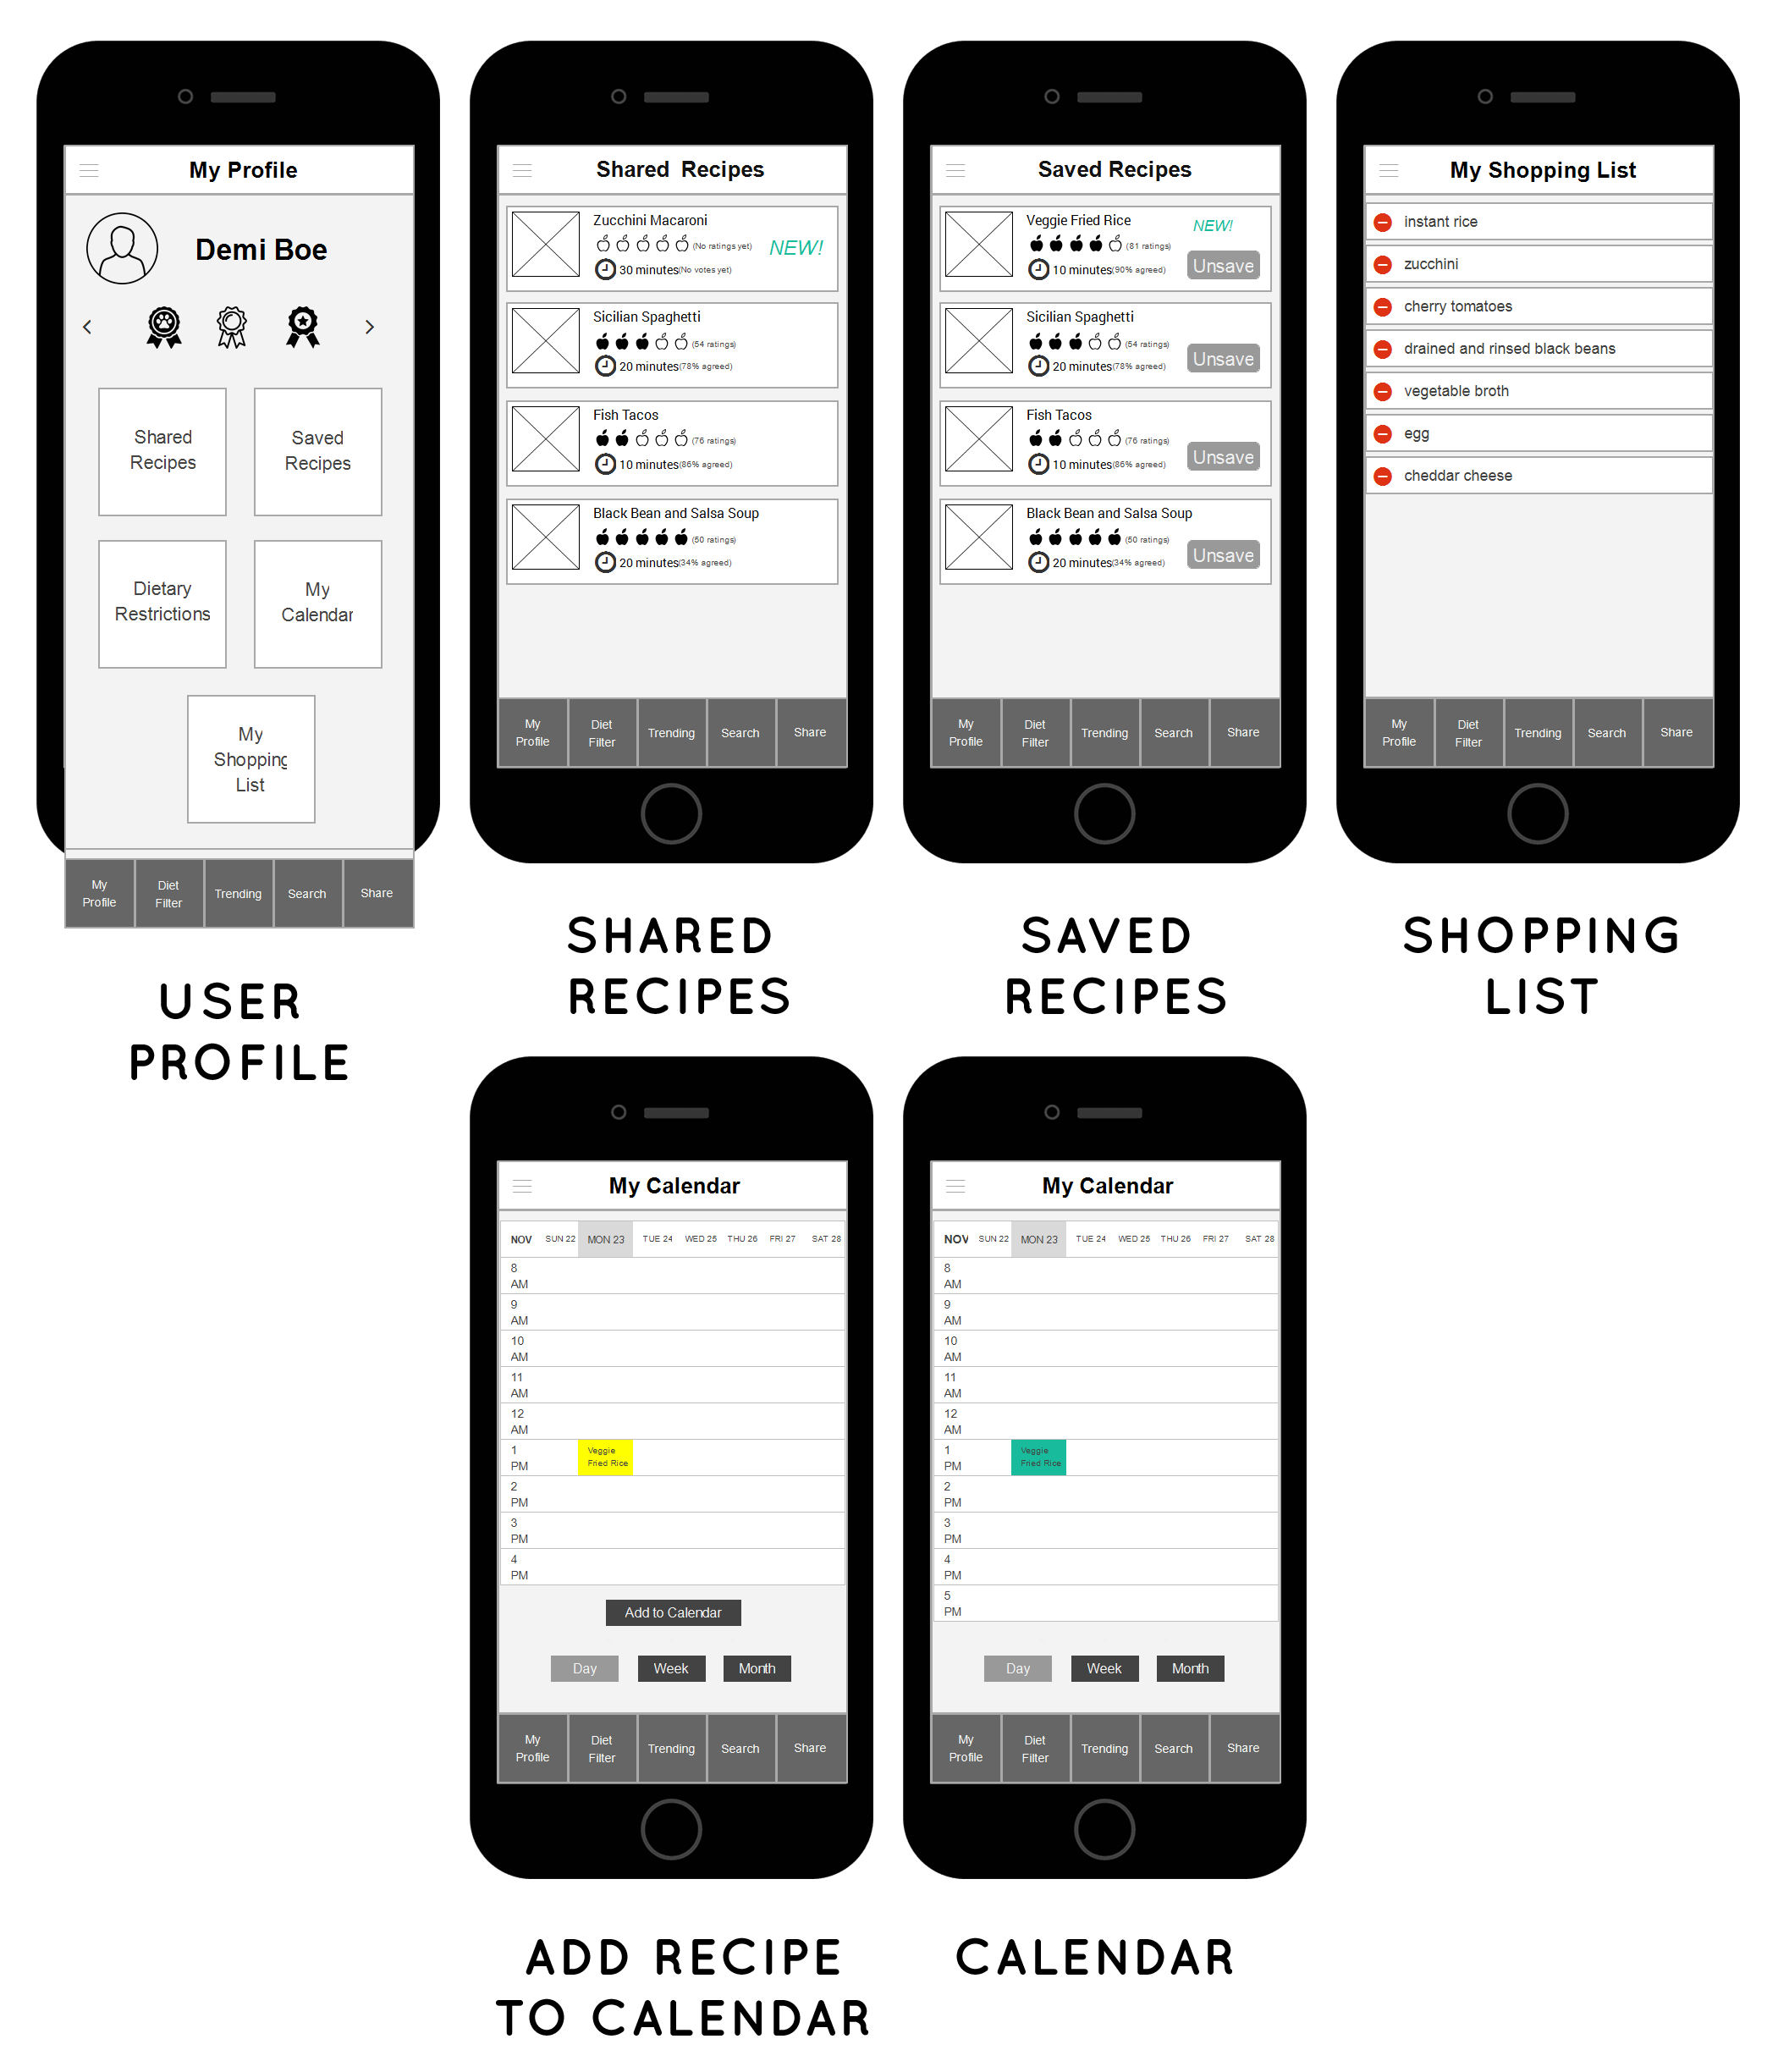 My Profile
Demi Boe
Shared
Recipes
Saved
Recipes
Dietary
Restrictions
My
Calendar
My
Shopping
List
My
Profile
Diet
Filter
Trending
Search
Share
USER
PROFILE
Shared Recipes
Zucchini Macaroni
(No ratings yet)
NEW!
30 minutes(No votes yet)
Sicilian Spaghetti
(54 ratings)
20 minutes(78% agreed)
Fish Tacos
(76 ratings)
10 minutes(86% agreed)
Black Bean and Salsa Soup
(50 ratings)
20 minutes(34% agreed)
My
Profile
Diet
Filter
Trending
Search
Share
SHARED
RECIPES
Saved Recipes
Veggie Fried Rice
NEW!
(81 ratings)
10 minutes(90% agreed)
Unsave
Sicilian Spaghetti
(54 ratings)
20 minutes(78% agreed)
Unsave
Fish Tacos
(76 ratings)
10 minutes(86% agreed)
Unsave
Black Bean and Salsa Soup
(50 ratings)
20 minutes(34% agreed)
Unsave
My
Profile
Diet
Filter
Trending
Search
Share
SAVED
RECIPES
My Shopping List
instant rice
zucchini
cherry tomatoes
drained and rinsed black beans
vegetable broth
egg
cheddar cheese
My
Profile
Diet
Filter
Trending
Search
Share
SHOPPING
LIST
My Calendar
NOV SUN 22 MON 23 TUE 24 WED 25 THU 26 FRI 27 SAT 28
8
AM
9
AM
10
AM
11
AM
12
AM
1
PM
Veggie
Fried Rice
2
PM
3
PM
4
PM
Add to Calendar
Day Week Month
My
Profile
Diet
Filter
Trending
Search
Share
ADD RECIPE
TO CALENDAR
My Calendar
NOV SUN 22 MON 23 TUE 24 WED 25 THU 26 FRI 27 SAT 28
8
AM
9
AM
10
AM
11
AM
12
AM
1
PM
Veggie
Fried Rice
2
PM
3
PM
4
PM
5
PM
Day Week Month
My
Profile
Diet
Filter
Trending
Search
Share
CALENDAR